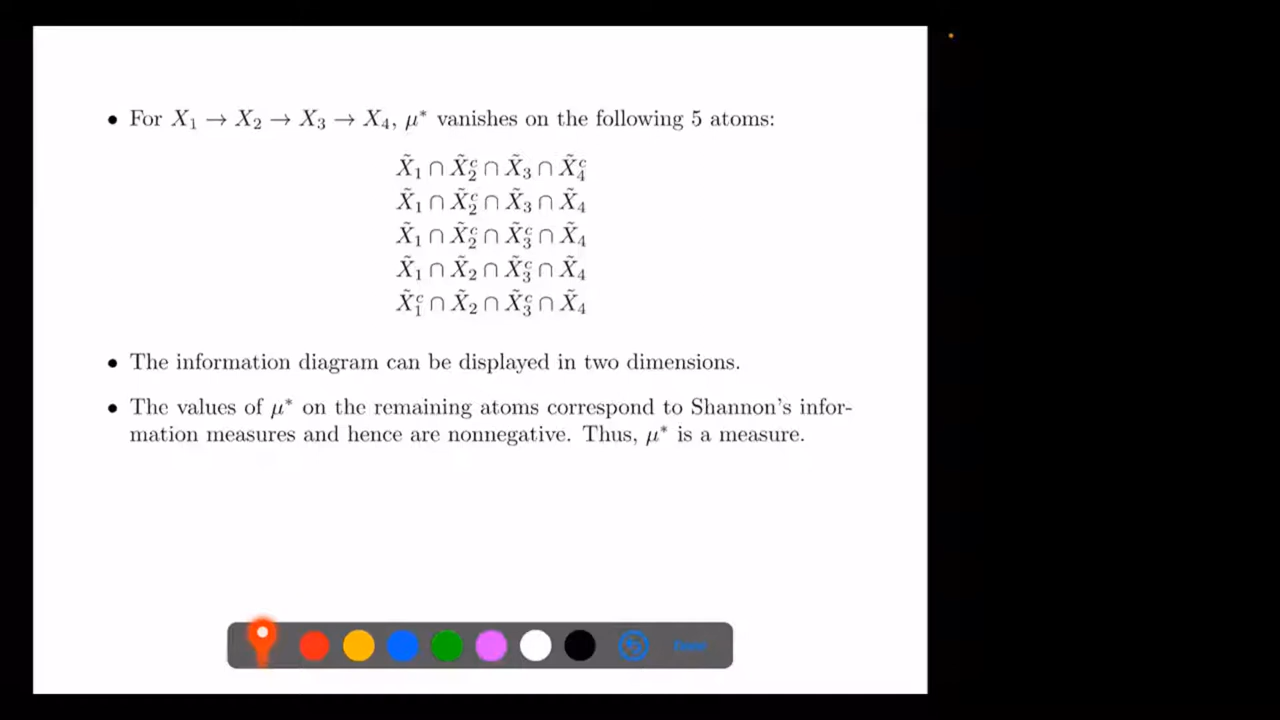 • For X₁ → X₂ → X₃ → X₄, μ* vanishes on the following 5 atoms:
X̃₁ ∩ X̃₂ᶜ ∩ X̃₃ ∩ X̃₄ᶜ
X̃₁ ∩ X̃₂ᶜ ∩ X̃₃ ∩ X̃₄
X̃₁ ∩ X̃₂ᶜ ∩ X̃₃ᶜ ∩ X̃₄
X̃₁ ∩ X̃₂ ∩ X̃₃ᶜ ∩ X̃₄
X̃₁ᶜ ∩ X̃₂ ∩ X̃₃ᶜ ∩ X̃₄
• The information diagram can be displayed in two dimensions.
• The values of μ* on the remaining atoms correspond to Shannon's infor-
mation measures and hence are nonnegative. Thus, μ* is a measure.